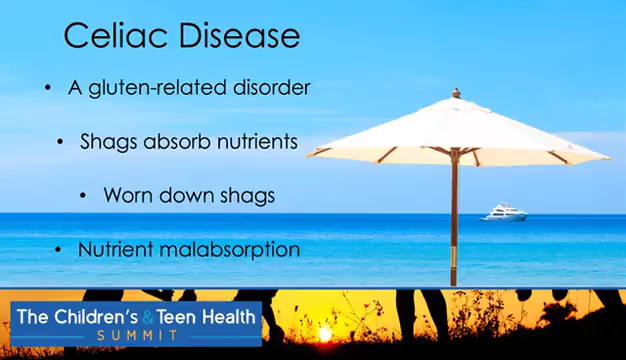 Celiac Disease
• A gluten-related disorder
• Shags absorb nutrients
• Worn down shags
• Nutrient malabsorption
The Children's & Teen Health
SUMMIT